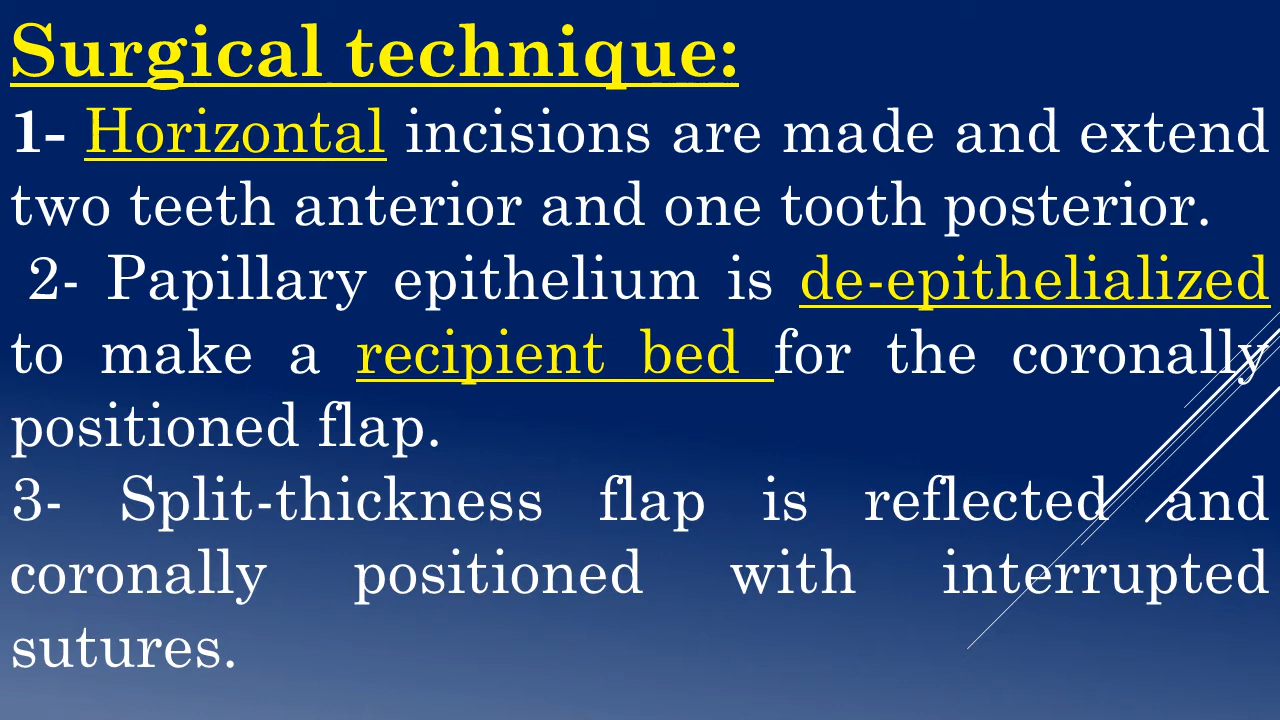 Surgical technique:
1- Horizontal incisions are made and extend
two teeth anterior and one tooth posterior.
2- Papillary epithelium is de-epithelialized
to make a recipient bed for the coronally
positioned flap.
3- Split-thickness flap is reflected and
coronally positioned with interrupted
sutures.